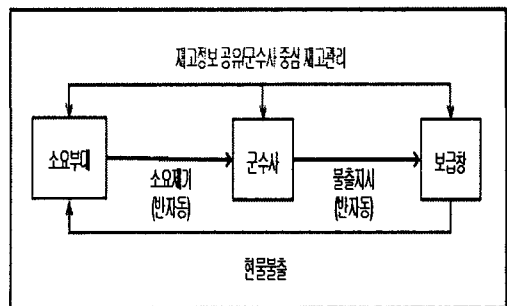 재고정보 공유/군수사 중심 재고관리
소요부대
군수사
보급창
소요제기
(반자동)
불출지시
(반자동)
현물불출